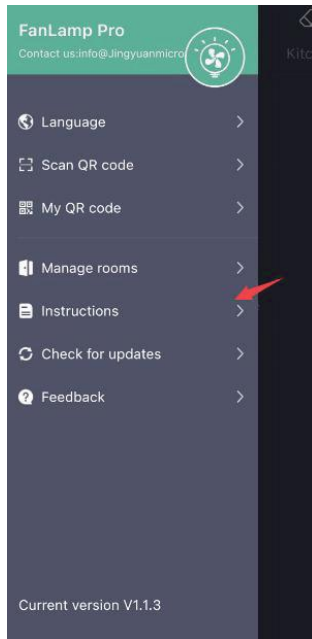 FanLamp Pro
Contact us:info@Jingyuanmicro
Language
Scan QR code
My QR code
Manage rooms
Instructions
Check for updates
Feedback
Current version V1.1.3